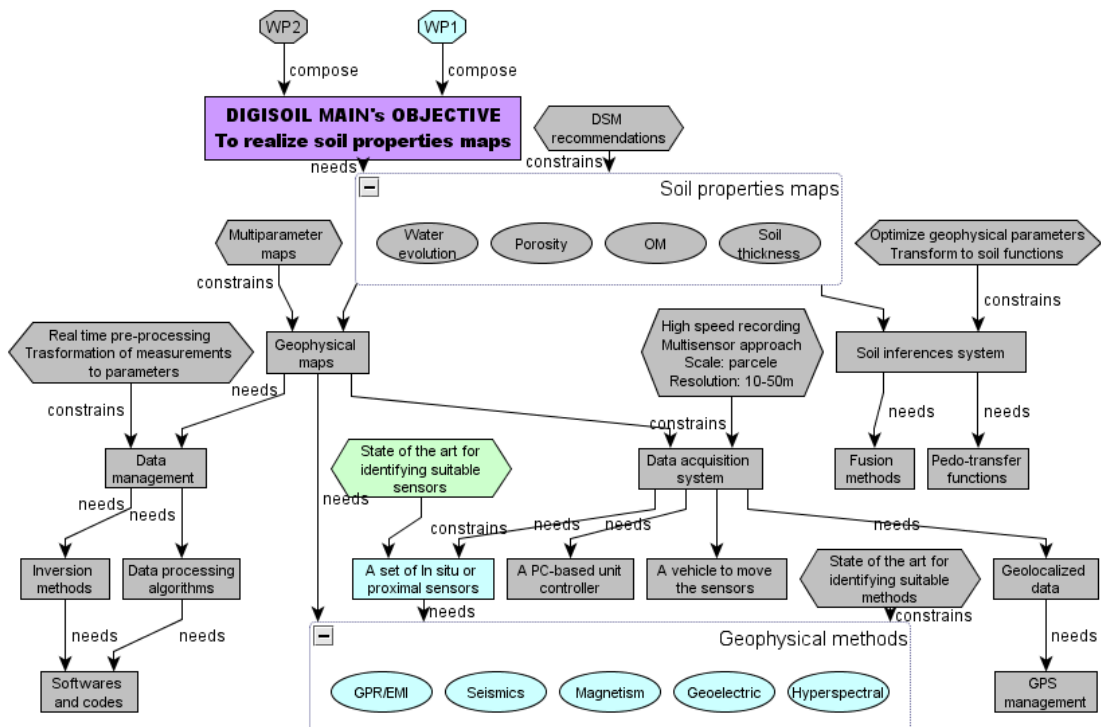 WP2
WP1
compose
compose
DIGISOIL MAIN's OBJECTIVE
To realize soil properties maps
DSM
recommendations
needs
constrains
Soil properties maps
Multiparameter
maps
Water
evolution
Porosity
OM
Soil
thickness
Optimize geophysical parameters
Transform to soil functions
constrains
constrains
Real time pre-processing
Trasformation of measurements
to parameters
Geophysical
maps
High speed recording
Multisensor approach
Scale: parcele
Resolution: 10-50m
Soil inferences system
needs
constrains
constrains
needs
needs
Data
management
State of the art for
identifying suitable
sensors
Data acquisition
system
Fusion
methods
Pedo-transfer
functions
needs
needs
needs
constrains
needs
needs
needs
Inversion
methods
Data processing
algorithms
A set of In situ or
proximal sensors
A PC-based unit
controller
A vehicle to move
the sensors
State of the art for
identifying suitable
methods
Geolocalized
data
needs
constrains
needs
needs
needs
Geophysical methods
Softwares
and codes
GPR/EMI
Seismics
Magnetism
Geoelectric
Hyperspectral
GPS
management